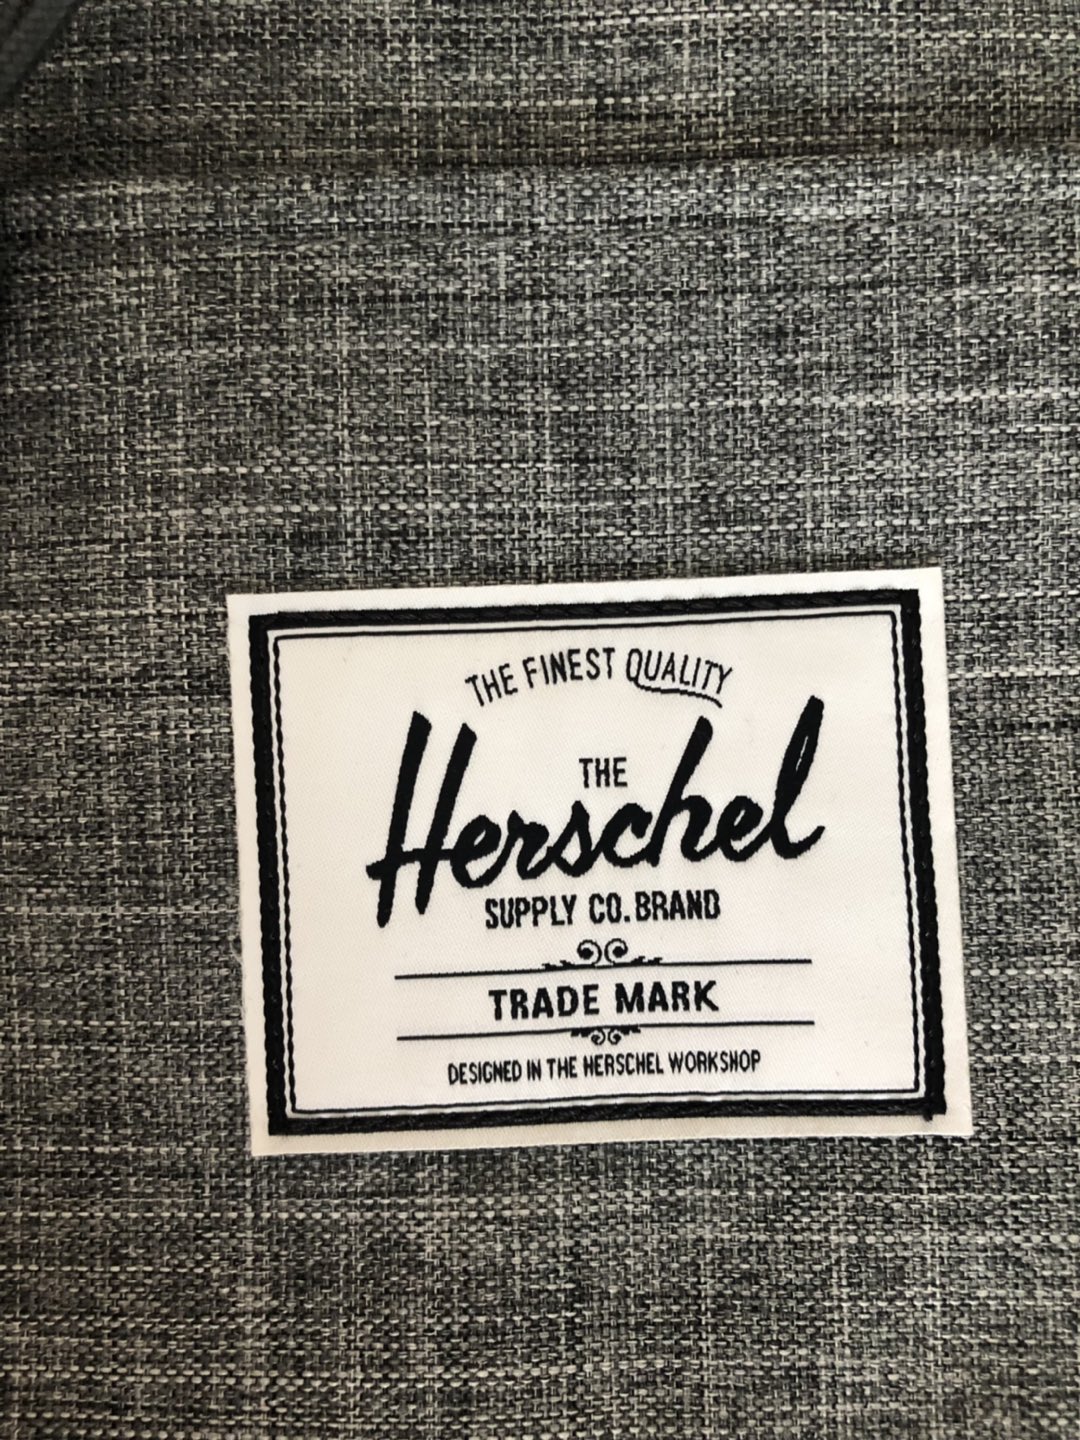 THE FINEST QUALITY
THE
Herschel
SUPPLY CO. BRAND
TRADE MARK
DESIGNED IN THE HERSCHEL WORKSHOP